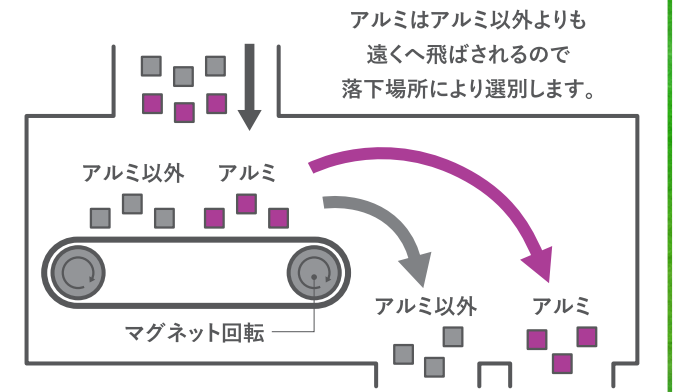 アルミはアルミ以外よりも
遠くへ飛ばされるので
落下場所により選別します。
アルミ以外
アルミ
アルミ以外
アルミ
マグネット回転